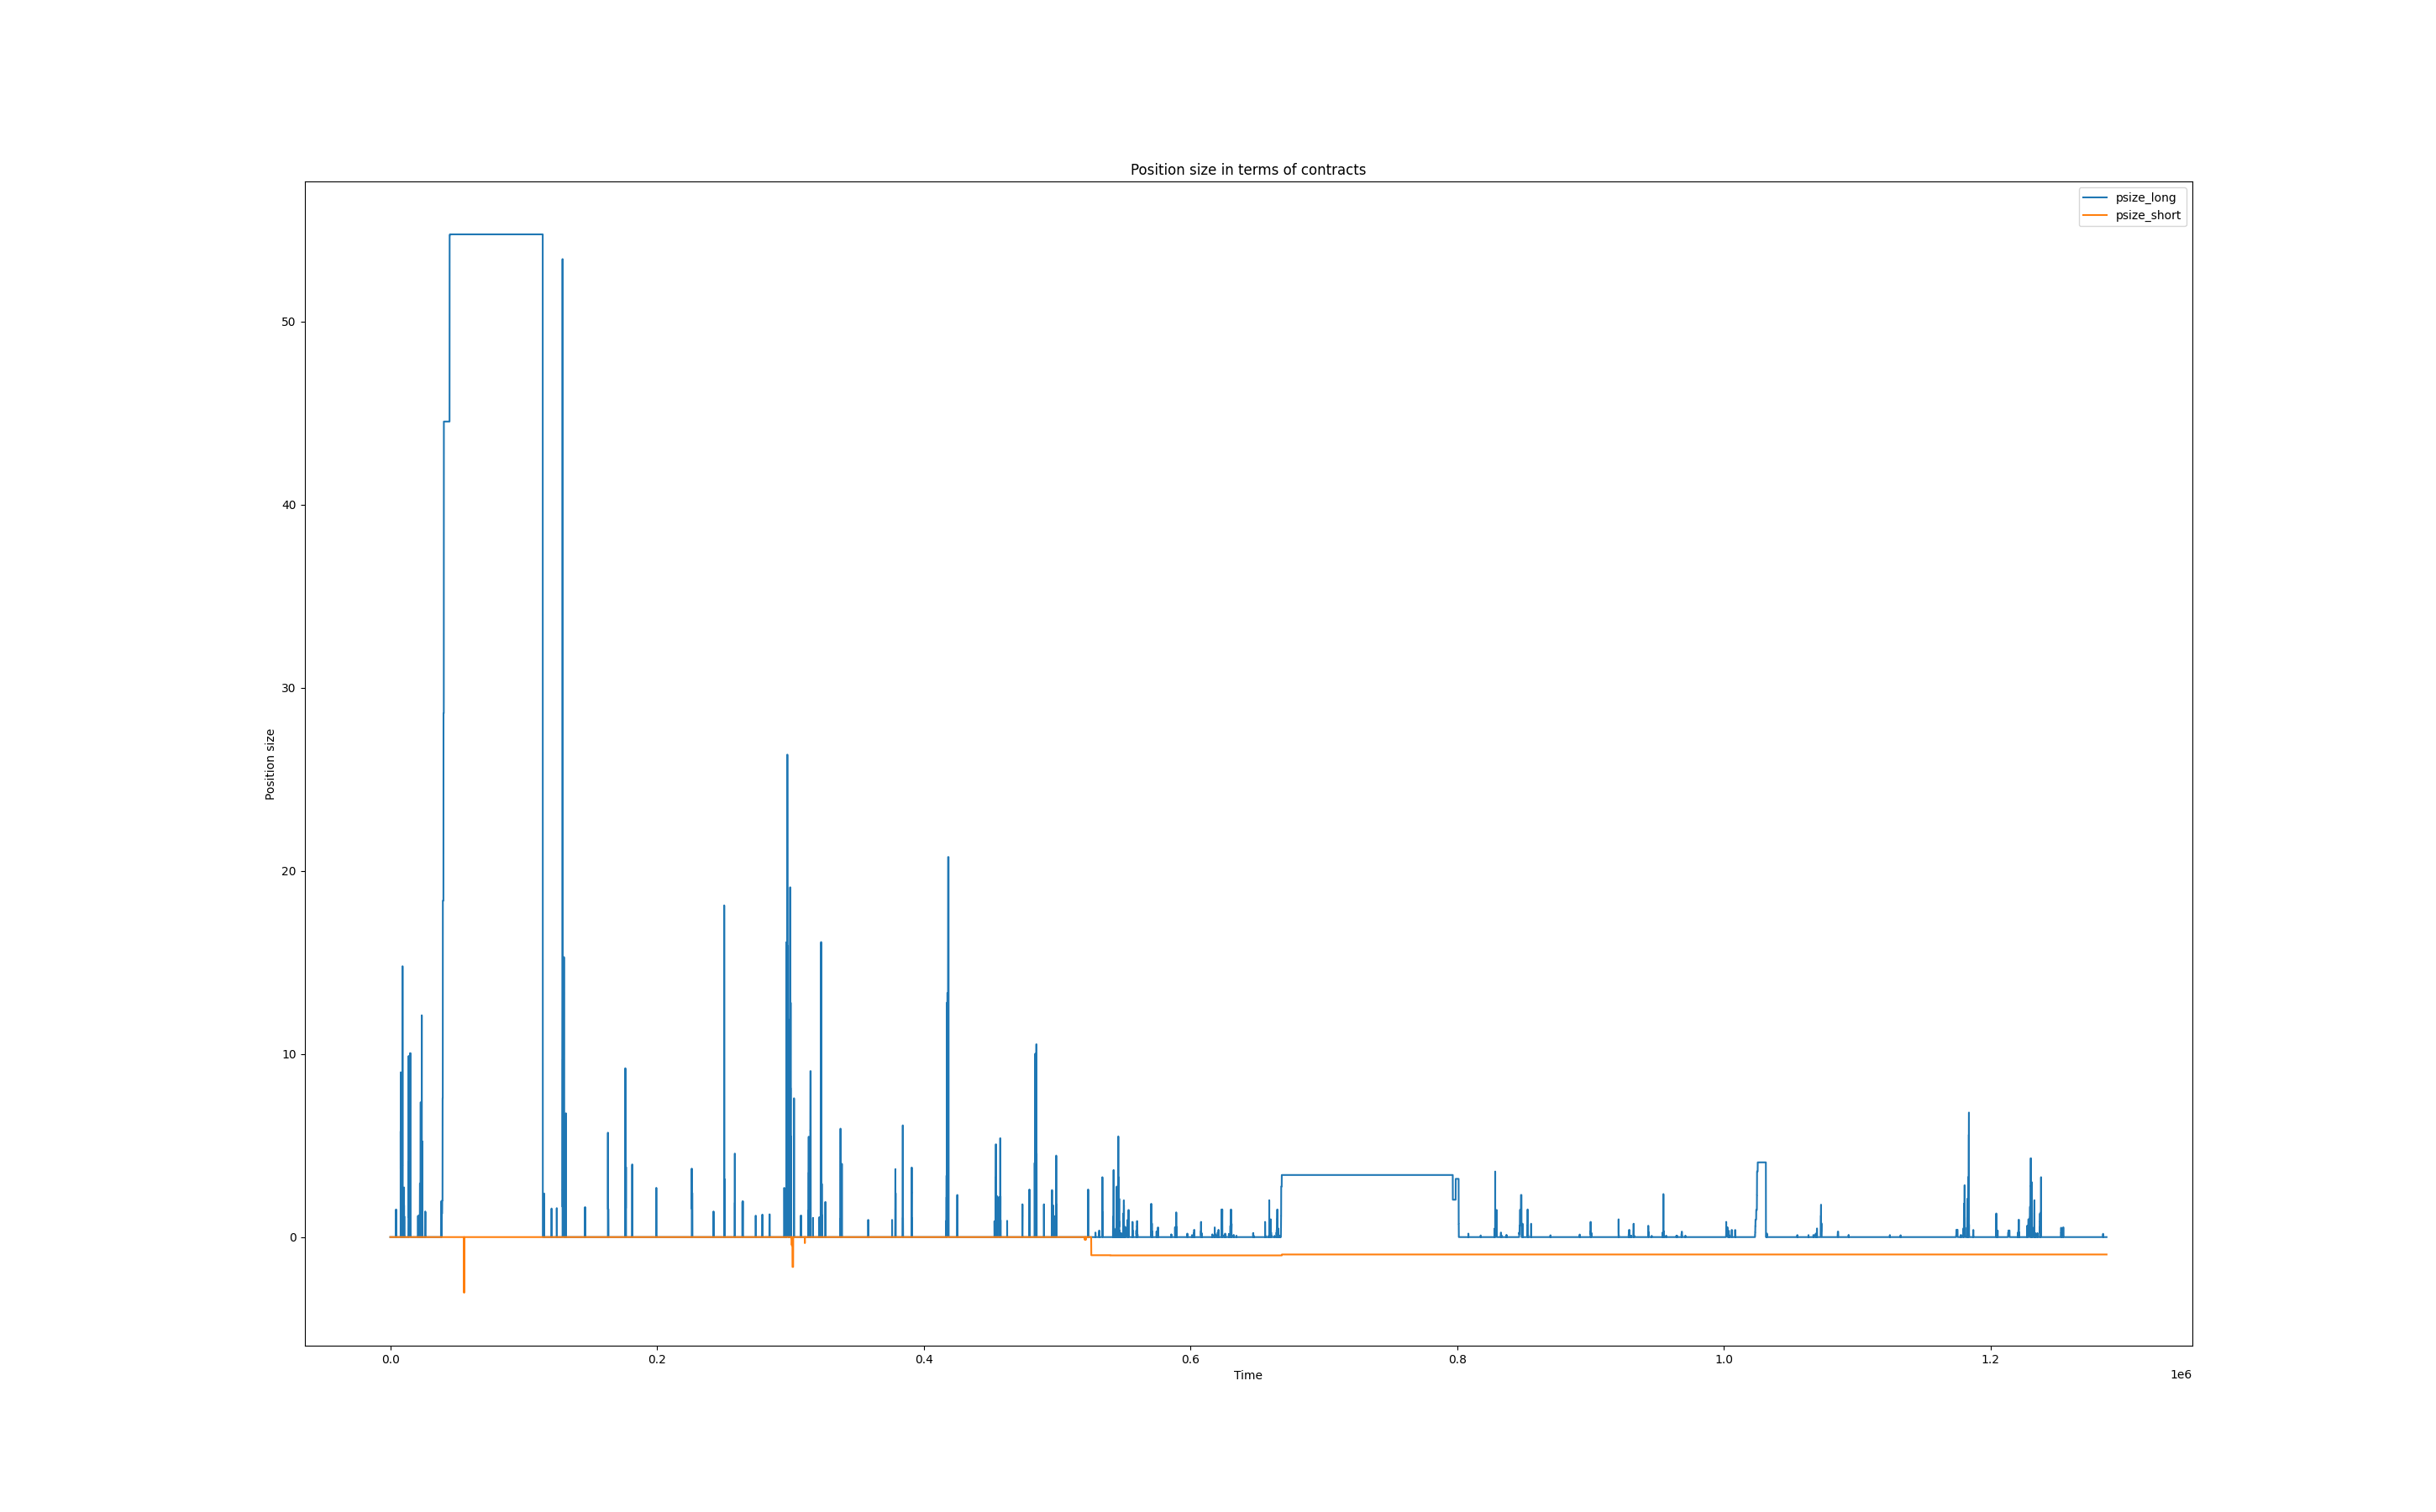 Position size in terms of contracts
psize_long
psize_short
50
40
30
20
10
0
Position size
0.0 0.2 0.4 0.6 0.8 1.0 1.2
Time
1e6